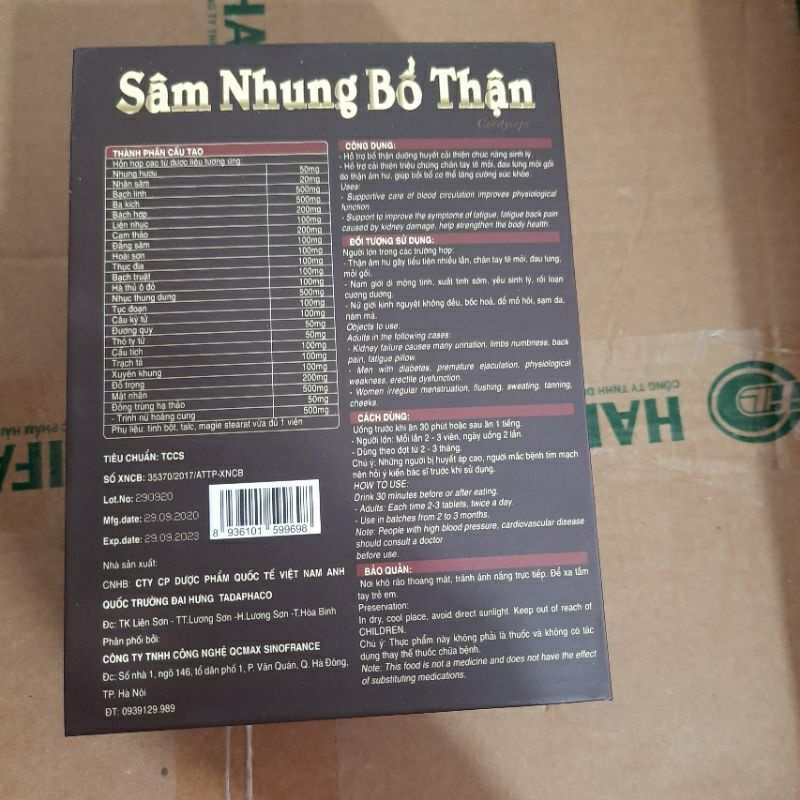 Sâm Nhung Bổ Thận
Cordyceps
THÀNH PHẦN CẤU TẠO
Hỗn hợp cao từ dược liệu tương ứng:
Nhung hươu 50mg
Nhân sâm 20mg
Bạch linh 500mg
Ba kích 500mg
Bách hợp 200mg
Liên nhục 100mg
Cam thảo 200mg
Đẳng sâm 100mg
Hoài sơn 100mg
Thục địa 100mg
Bạch truật 100mg
Hà thủ ô đỏ 100mg
Nhục thung dung 500mg
Tục đoạn 100mg
Câu kỷ tử 100mg
Đương quy 50mg
Thỏ ty tử 50mg
Cẩu tích 100mg
Trạch tả 100mg
Xuyên khung 100mg
Đỗ trọng 200mg
Mật nhân 500mg
Đông trùng hạ thảo 50mg
- Trinh nữ hoàng cung 500mg
Phụ liệu: tinh bột, talc, magie stearat vừa đủ 1 viên
TIÊU CHUẨN: TCCS
SỐ XNCB: 35370/2017/ATTP-XNCB
Lot.No: 290920
Mfg.date: 29.09.2020
Exp.date: 29.09.2023
8 936101 599698
Nhà sản xuất:
CNHB: CTY CP DƯỢC PHẨM QUỐC TẾ VIỆT NAM ANH
QUỐC TRƯỜNG ĐẠI HƯNG TADAPHACO
Đc: TK Liên Sơn - TT.Lương Sơn -H.Lương Sơn -T.Hòa Bình
Phân phối bởi:
CÔNG TY TNHH CÔNG NGHỆ QCMAX SINOFRANCE
Đc: Số nhà 1, ngõ 146, tổ dân phố 1, P. Văn Quán, Q. Hà Đông,
TP. Hà Nội
ĐT: 0939129.989
CÔNG DỤNG:
- Hỗ trợ bổ thận dưỡng huyết cải thiện chức năng sinh lý.
- Hỗ trợ cải thiện triệu chứng chân tay tê mỏi, đau lưng mỏi gối
do thận âm hư, giúp bồi bổ cơ thể tăng cường sức khỏe.
Uses:
- Supportive care of blood circulation improves physiological
function.
- Support to improve the symptoms of fatigue, fatigue back pain
caused by kidney damage, help strengthen the body health.
ĐỐI TƯỢNG SỬ DỤNG:
Người lớn trong các trường hợp:
- Thận âm hư gây tiểu tiện nhiều lần, chân tay tê mỏi, đau lưng,
mỏi gối.
- Nam giới di mộng tinh, xuất tinh sớm, yếu sinh lý, rối loạn
cương dương.
- Nữ giới kinh nguyệt không đều, bốc hoả, đổ mồ hôi, sạm da,
nám má.
Objects to use:
Adults in the following cases:
- Kidney failure causes many urination, limbs numbness, back
pain, fatigue pillow.
- Men with diabetes, premature ejaculation, physiological
weakness, erectile dysfunction.
- Women irregular menstruation, flushing, sweating, tanning,
cheeks.
CÁCH DÙNG:
Uống trước khi ăn 30 phút hoặc sau ăn 1 tiếng.
- Người lớn: Mỗi lần 2 - 3 viên, ngày uống 2 lần.
- Dùng theo đợt từ 2 - 3 tháng.
Chú ý: Những người bị huyết áp cao, người mắc bệnh tim mạch
nên hỏi ý kiến bác sĩ trước khi sử dụng.
HOW TO USE:
Drink 30 minutes before or after eating.
- Adults: Each time 2-3 tablets, twice a day.
- Use in batches from 2 to 3 months.
Note: People with high blood pressure, cardiovascular disease
should consult a doctor
before use.
BẢO QUẢN:
Nơi khô ráo thoáng mát, tránh ánh nắng trực tiếp. Để xa tầm
tay trẻ em.
Preservation:
In dry, cool place, avoid direct sunlight. Keep out of reach of
CHILDREN.
Chú ý: Thực phẩm này không phải là thuốc và không có tác
dụng thay thế thuốc chữa bệnh.
Note: This food is not a medicine and does not have the effect
of substituting medications.
CÔNG TY TNHH